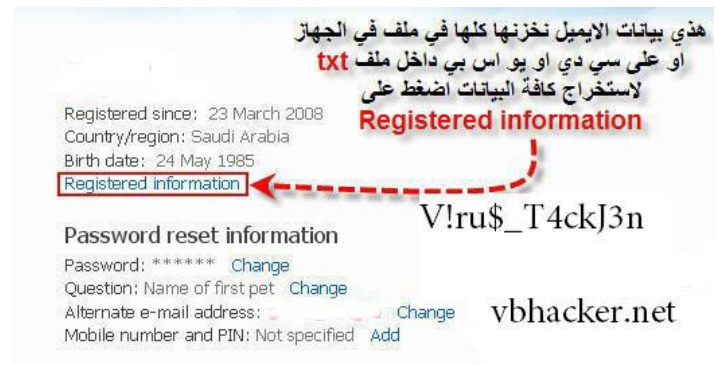 هذي بيانات الايميل نخزنها كلها في ملف في الجهاز
او على سي دي او يو اس بي داخل ملف txt
لاستخراج كافة البيانات اضغط على
Registered information
Registered since: 23 March 2008
Country/region: Saudi Arabia
Birth date: 24 May 1985
Registered information
V!ru$_T4ckJ3n
Password reset information
Password: ****** Change
Question: Name of first pet Change
Alternate e-mail address: Change
vbhacker.net
Mobile number and PIN: Not specified Add